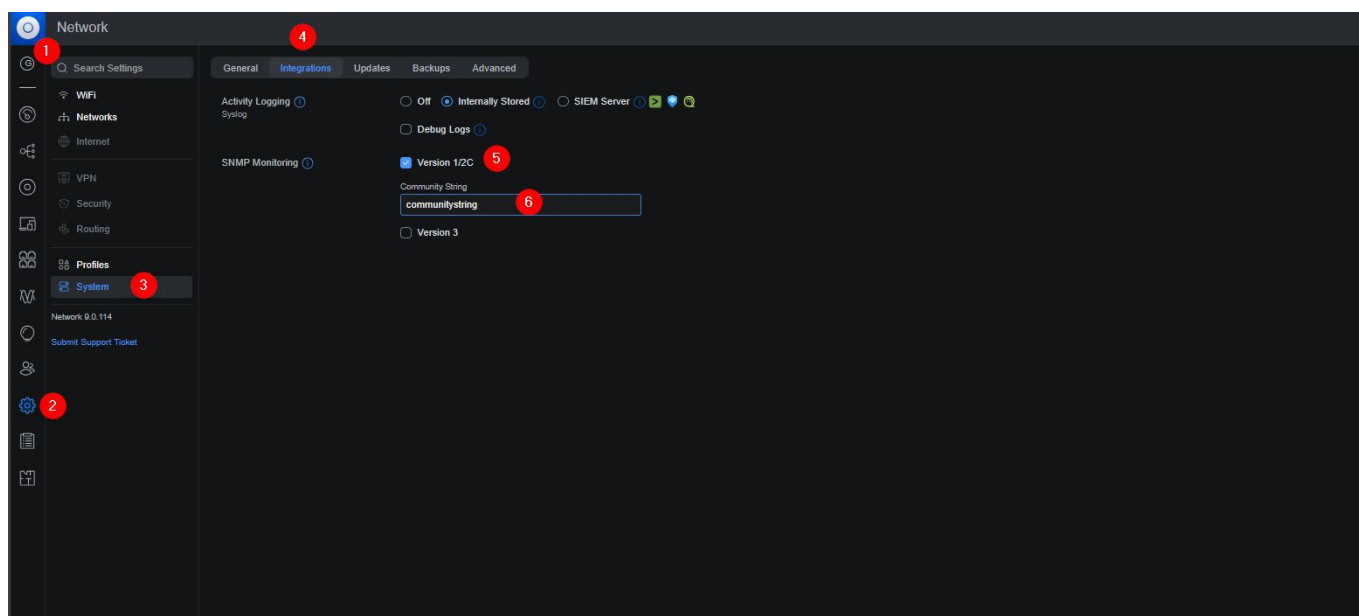 Network
4
1
Search Settings
General Integrations Updates Backups Advanced
WiFi
Networks
Internet
VPN
Security
Routing
Profiles
System 3
Network 9.0.114
Submit Support Ticket
2
Activity Logging
Syslog
Off Internally Stored SIEM Server
Debug Logs
SNMP Monitoring
Version 1/2C 5
Community String
communitystring 6
Version 3